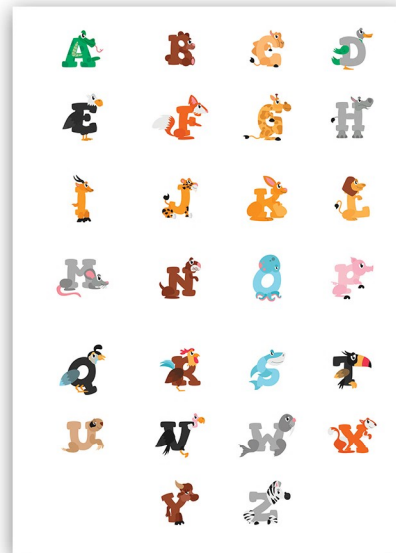 A B C D
E F G H
I J K L
M N O P
Q R S T
U V W X
Y Z